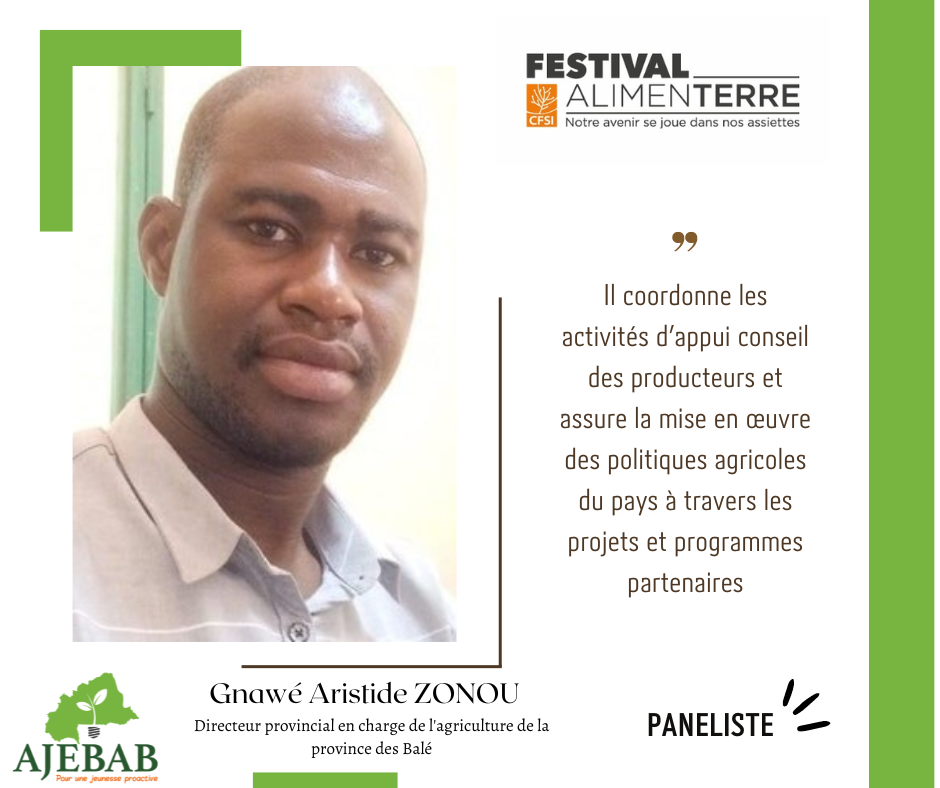 FESTIVAL
ALIMENTERRE
CFSI
Notre avenir se joue dans nos assiettes
”
Il coordonne les
activités d’appui conseil
des producteurs et
assure la mise en œuvre
des politiques agricoles
du pays à travers les
projets et programmes
partenaires
Gnawé Aristide ZONOU
Directeur provincial en charge de l'agriculture de la
province des Balé
PANELISTE
AJEBAB
Pour une jeunesse proactive